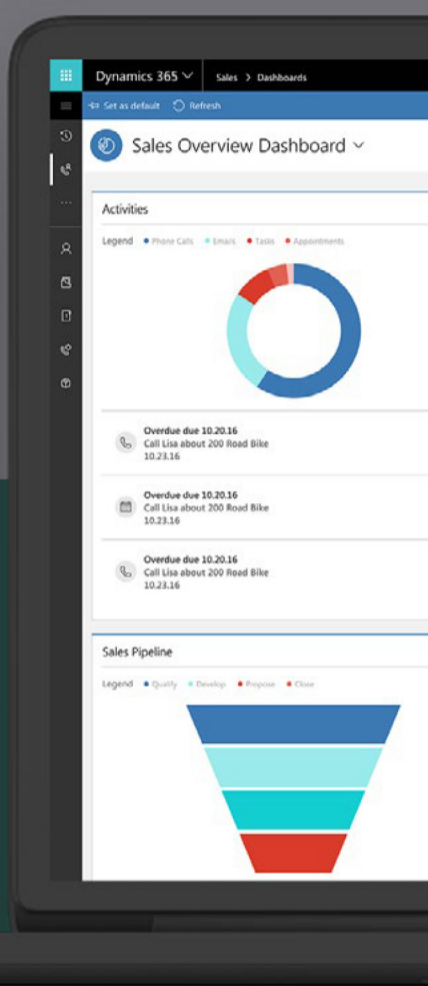 Dynamics 365
Sales > Dashboards
Set as default
Refresh
Sales Overview Dashboard
Activities
Legend Phone Calls Emails Tasks Appointments
Overdue due 10.20.16
Call Lisa about 200 Road Bike
10.23.16
Overdue due 10.20.16
Call Lisa about 200 Road Bike
10.23.16
Overdue due 10.20.16
Call Lisa about 200 Road Bike
10.23.16
Sales Pipeline
Legend Qualify Develop Propose Close